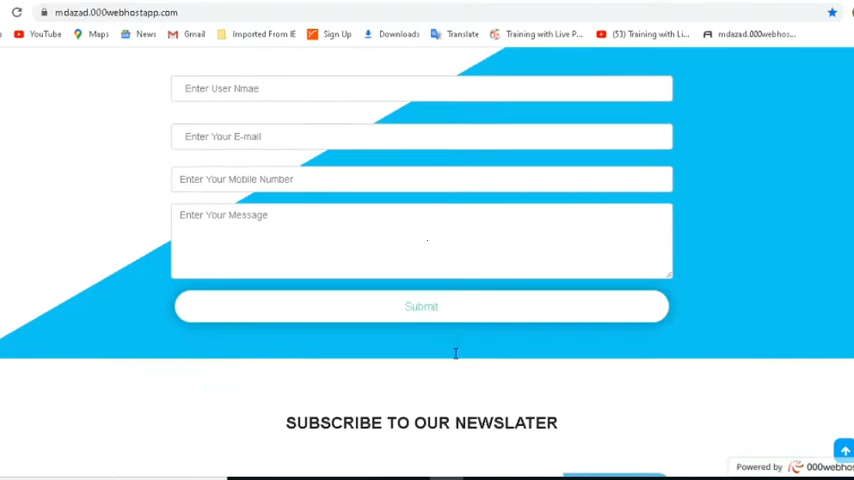 mdazad.000webhostapp.com
YouTube Maps News Gmail Imported From IE Sign Up Downloads Translate Training with Live P... (53) Training with Li... mdazad.000webhos...
Enter User Nmae
Enter Your E-mail
Enter Your Mobile Number
Enter Your Message
Submit
SUBSCRIBE TO OUR NEWSLATER
Powered by 000webhos